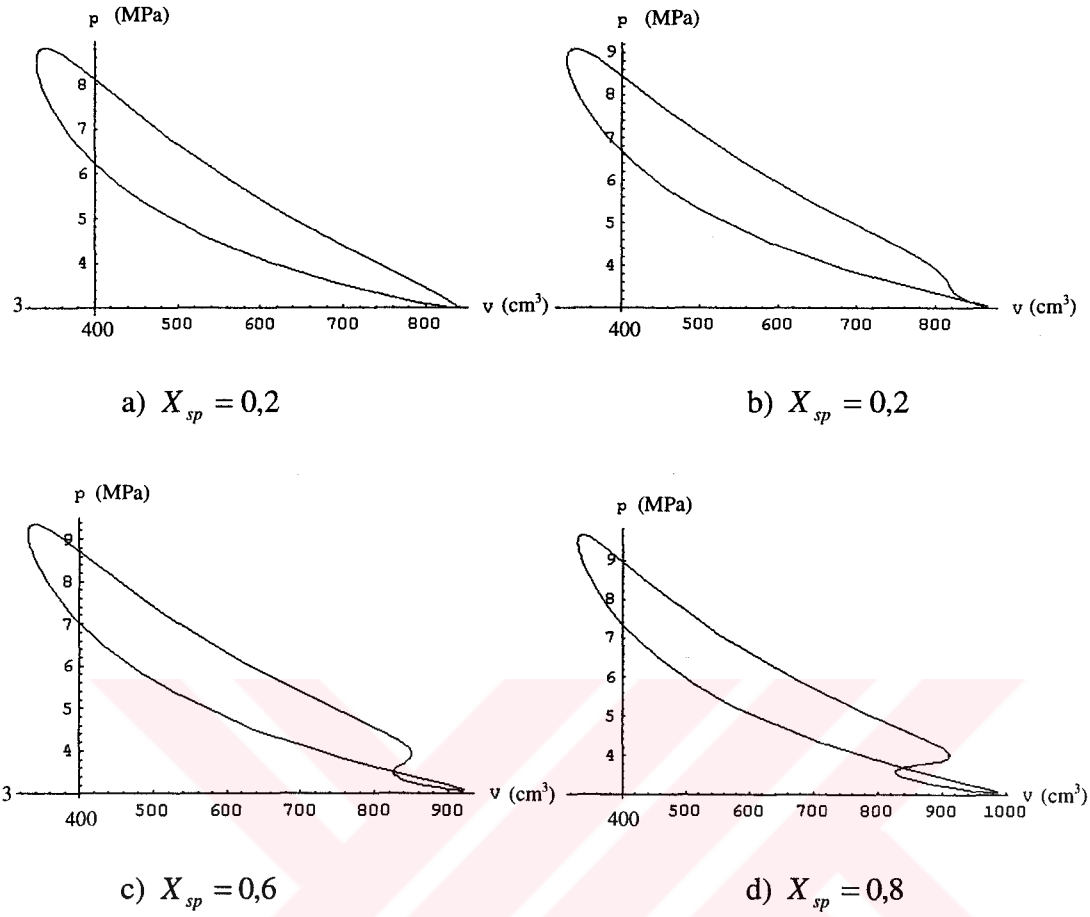 p (MPa)
8
7
6
5
4
3
400 500 600 700 800
v (cm³)
a) X_sp = 0,2
p (MPa)
9
8
7
6
5
4
400 500 600 700 800
v (cm³)
b) X_sp = 0,2
p (MPa)
9
8
7
6
5
4
3
400 500 600 700 800 900
v (cm³)
c) X_sp = 0,6
p (MPa)
9
8
7
6
5
4
400 500 600 700 800 900 1000
v (cm³)
d) X_sp = 0,8